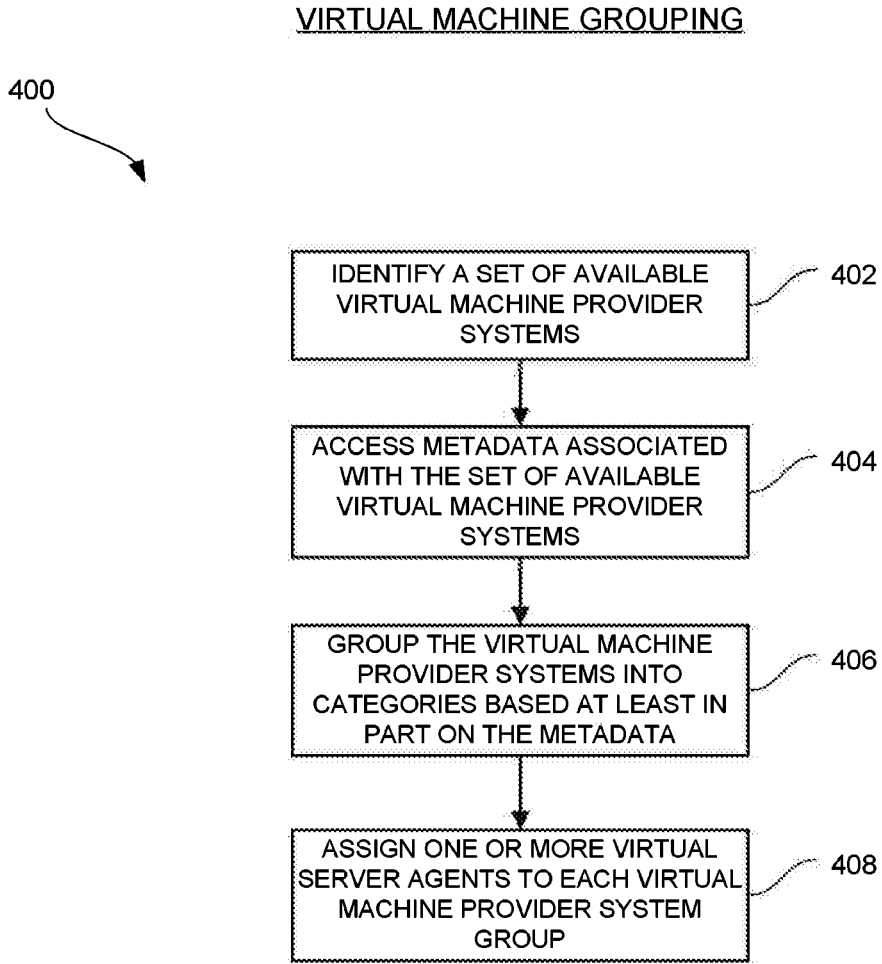 VIRTUAL MACHINE GROUPING
400
IDENTIFY A SET OF AVAILABLE
VIRTUAL MACHINE PROVIDER
SYSTEMS
402
ACCESS METADATA ASSOCIATED
WITH THE SET OF AVAILABLE
VIRTUAL MACHINE PROVIDER
SYSTEMS
404
GROUP THE VIRTUAL MACHINE
PROVIDER SYSTEMS INTO
CATEGORIES BASED AT LEAST IN
PART ON THE METADATA
406
ASSIGN ONE OR MORE VIRTUAL
SERVER AGENTS TO EACH VIRTUAL
MACHINE PROVIDER SYSTEM
GROUP
408